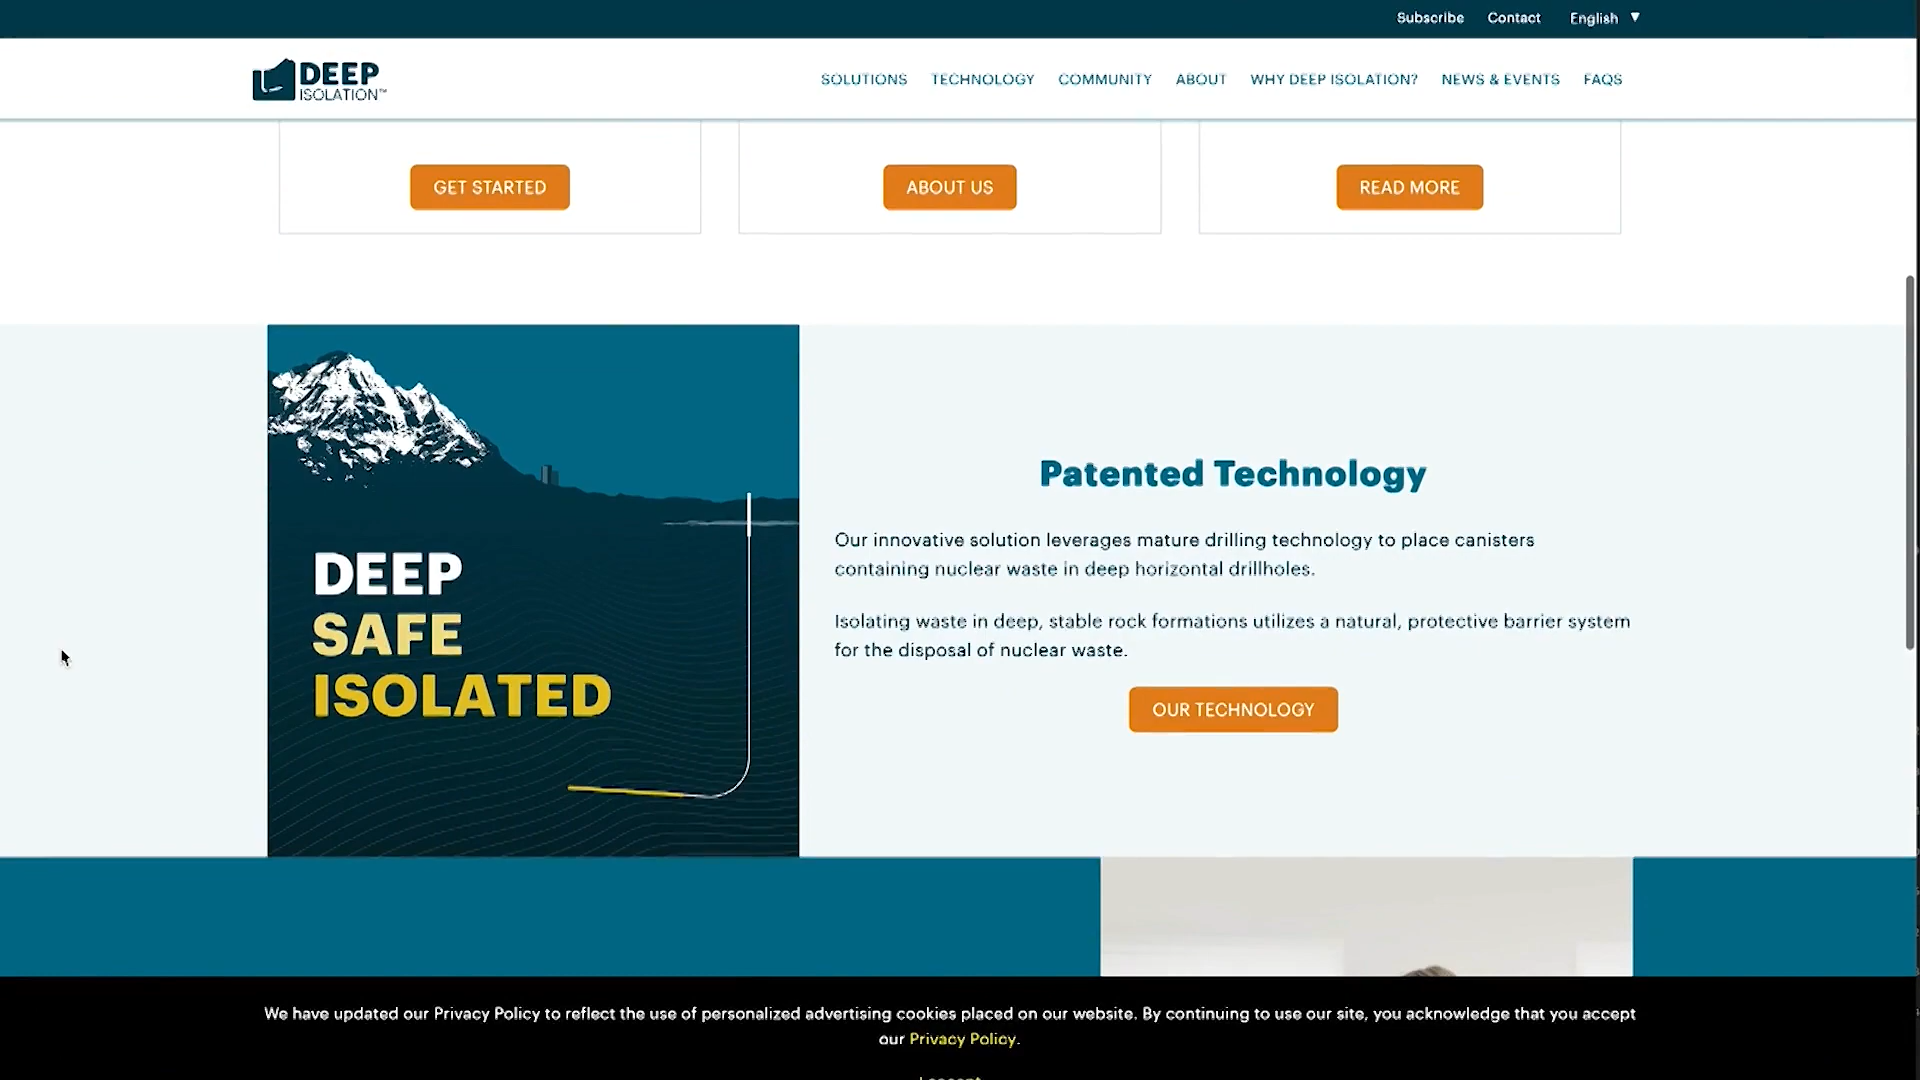 Subscribe Contact English
DEEP
ISOLATION™
SOLUTIONS TECHNOLOGY COMMUNITY ABOUT WHY DEEP ISOLATION? NEWS & EVENTS FAQS
GET STARTED ABOUT US READ MORE
DEEP
SAFE
ISOLATED
Patented Technology
Our innovative solution leverages mature drilling technology to place canisters
containing nuclear waste in deep horizontal drillholes.
Isolating waste in deep, stable rock formations utilizes a natural, protective barrier system
for the disposal of nuclear waste.
OUR TECHNOLOGY
We have updated our Privacy Policy to reflect the use of personalized advertising cookies placed on our website. By continuing to use our site, you acknowledge that you accept
our Privacy Policy.